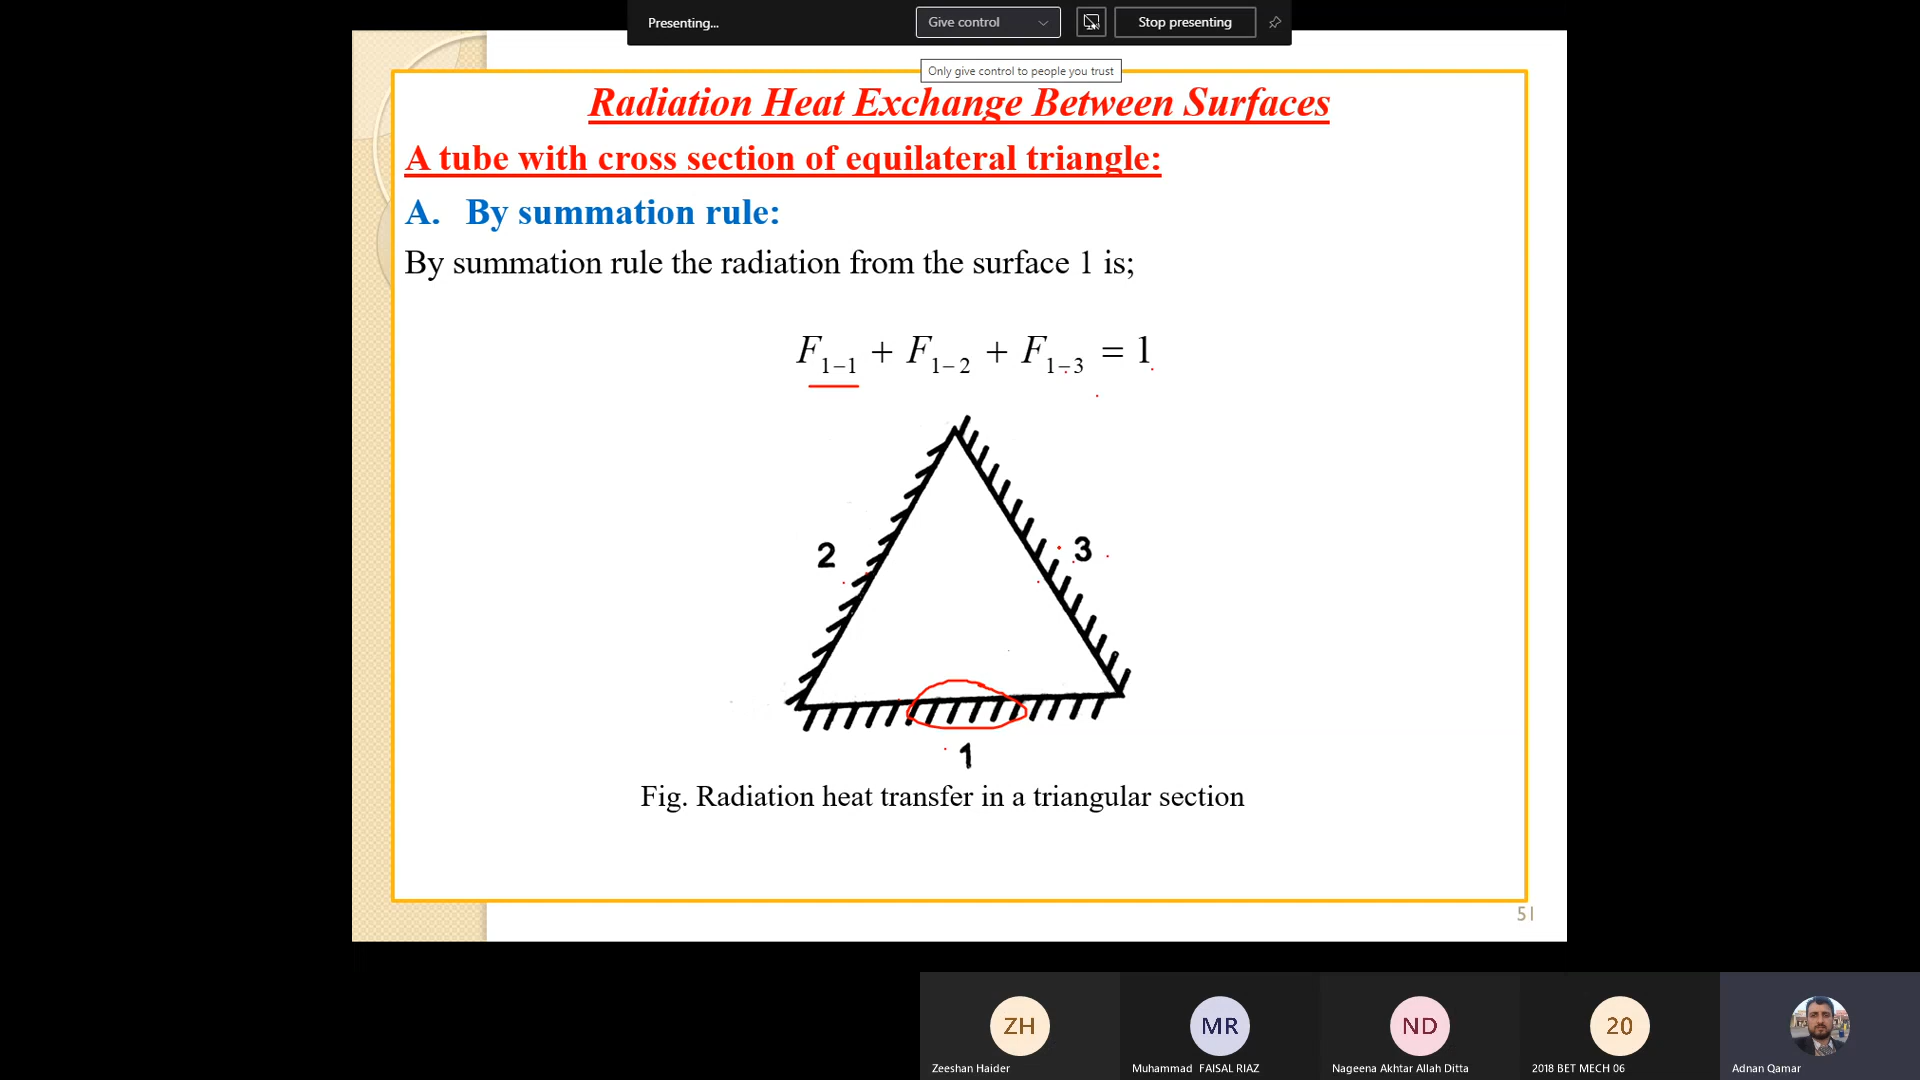 Presenting...
Give control
Stop presenting
Only give control to people you trust
Radiation Heat Exchange Between Surfaces
A tube with cross section of equilateral triangle:
A. By summation rule:
By summation rule the radiation from the surface 1 is;
F1−1 + F1−2 + F1−3 = 1
2
3
1
Fig. Radiation heat transfer in a triangular section
51
ZH
MR
ND
20
Zeeshan Haider
Muhammad FAISAL RIAZ
Nageena Akhtar Allah Ditta
2018 BET MECH 06
Adnan Qamar